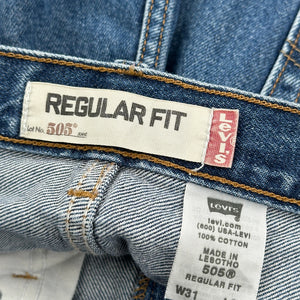 REGULAR FIT
Lot No. 505®
LEVI'S
Levi's
levi.com
(800) USA-LEVI
100% COTTON
MADE IN
LESOTHO
505®
REGULAR FIT
W31